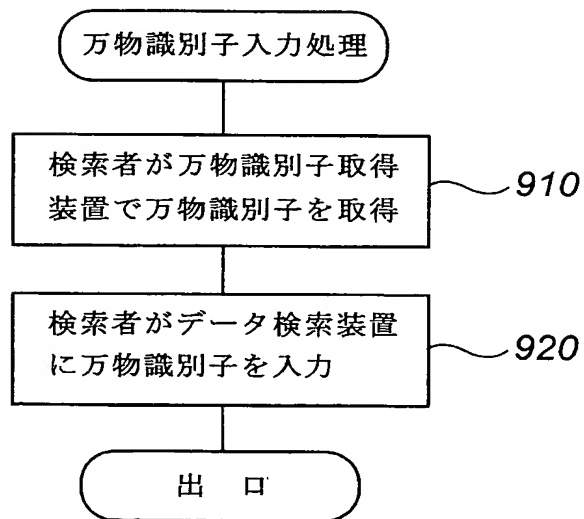 万物識別子入力処理
検索者が万物識別子取得
装置で万物識別子を取得
910
検索者がデータ検索装置
に万物識別子を入力
920
出 口